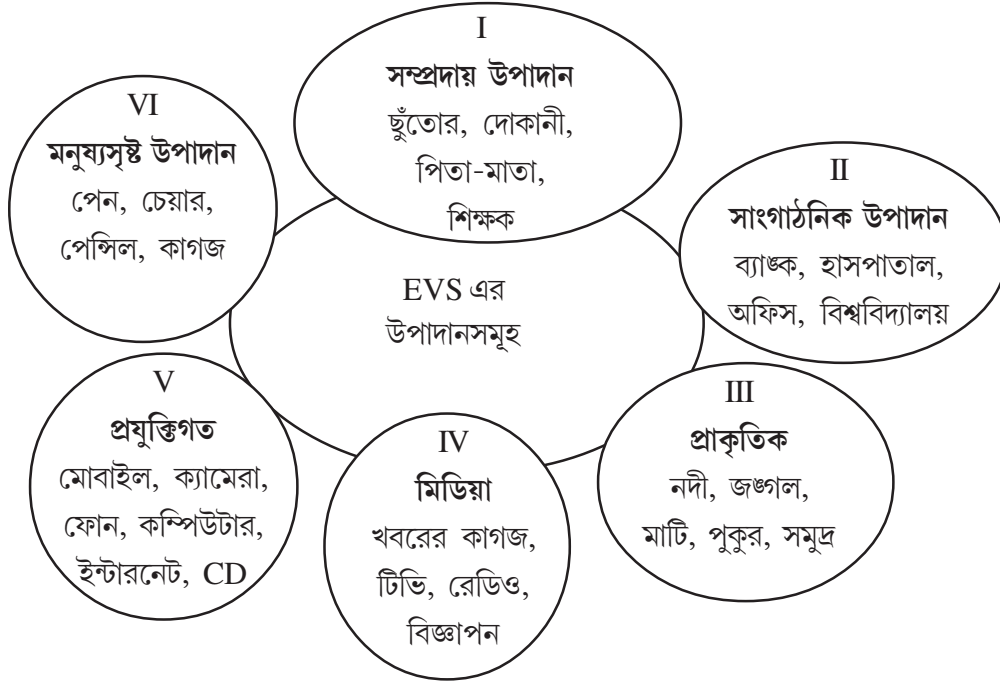 I
সম্প্রদায় উপাদান
ছুঁতোর, দোকানী,
পিতা-মাতা,
শিক্ষক
II
সাংগাঠনিক উপাদান
ব্যাঙ্ক, হাসপাতাল,
অফিস, বিশ্ববিদ্যালয়
III
প্রাকৃতিক
নদী, জঙ্গল,
মাটি, পুকুর, সমুদ্র
IV
মিডিয়া
খবরের কাগজ,
টিভি, রেডিও,
বিজ্ঞাপন
V
প্রযুক্তিগত
মোবাইল, ক্যামেরা,
ফোন, কম্পিউটার,
ইন্টারনেট, CD
VI
মনুষ্যসৃষ্ট উপাদান
পেন, চেয়ার,
পেন্সিল, কাগজ
EVS এর
উপাদানসমূহ